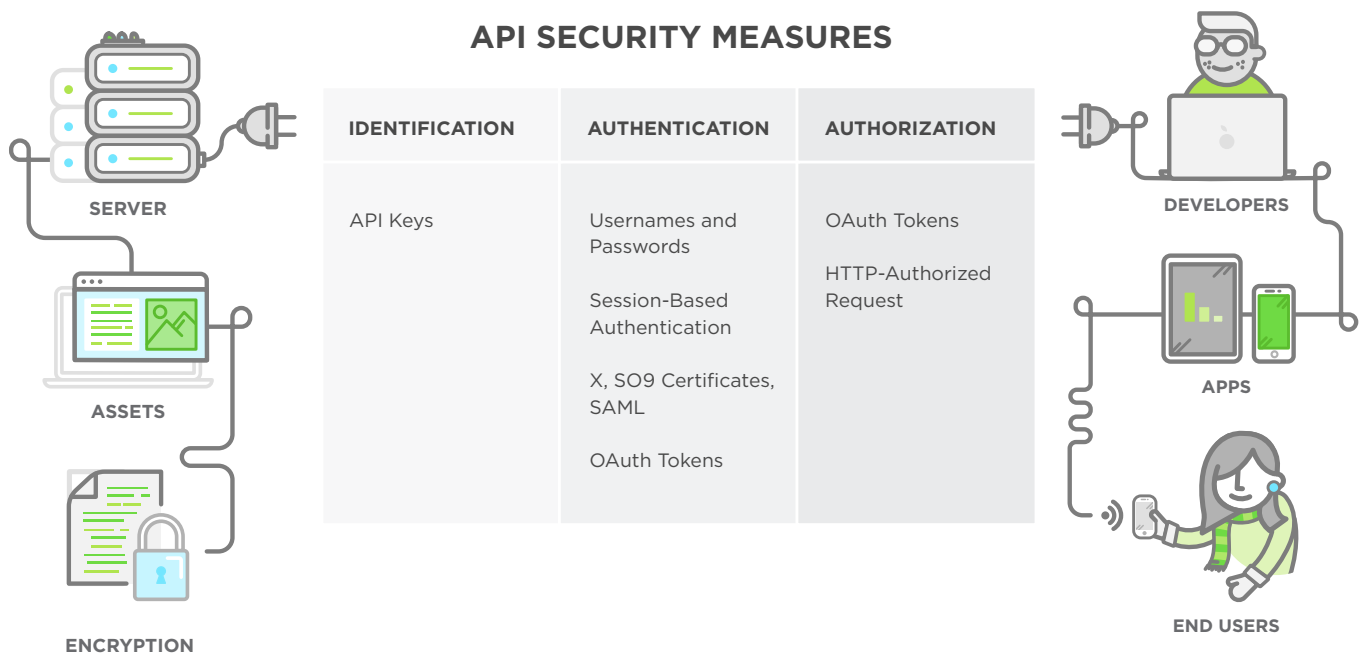 API SECURITY MEASURES
IDENTIFICATION
AUTHENTICATION
AUTHORIZATION
API Keys
Usernames and
Passwords
Session-Based
Authentication
X, SO9 Certificates,
SAML
OAuth Tokens
OAuth Tokens
HTTP-Authorized
Request
SERVER
ASSETS
ENCRYPTION
DEVELOPERS
APPS
END USERS